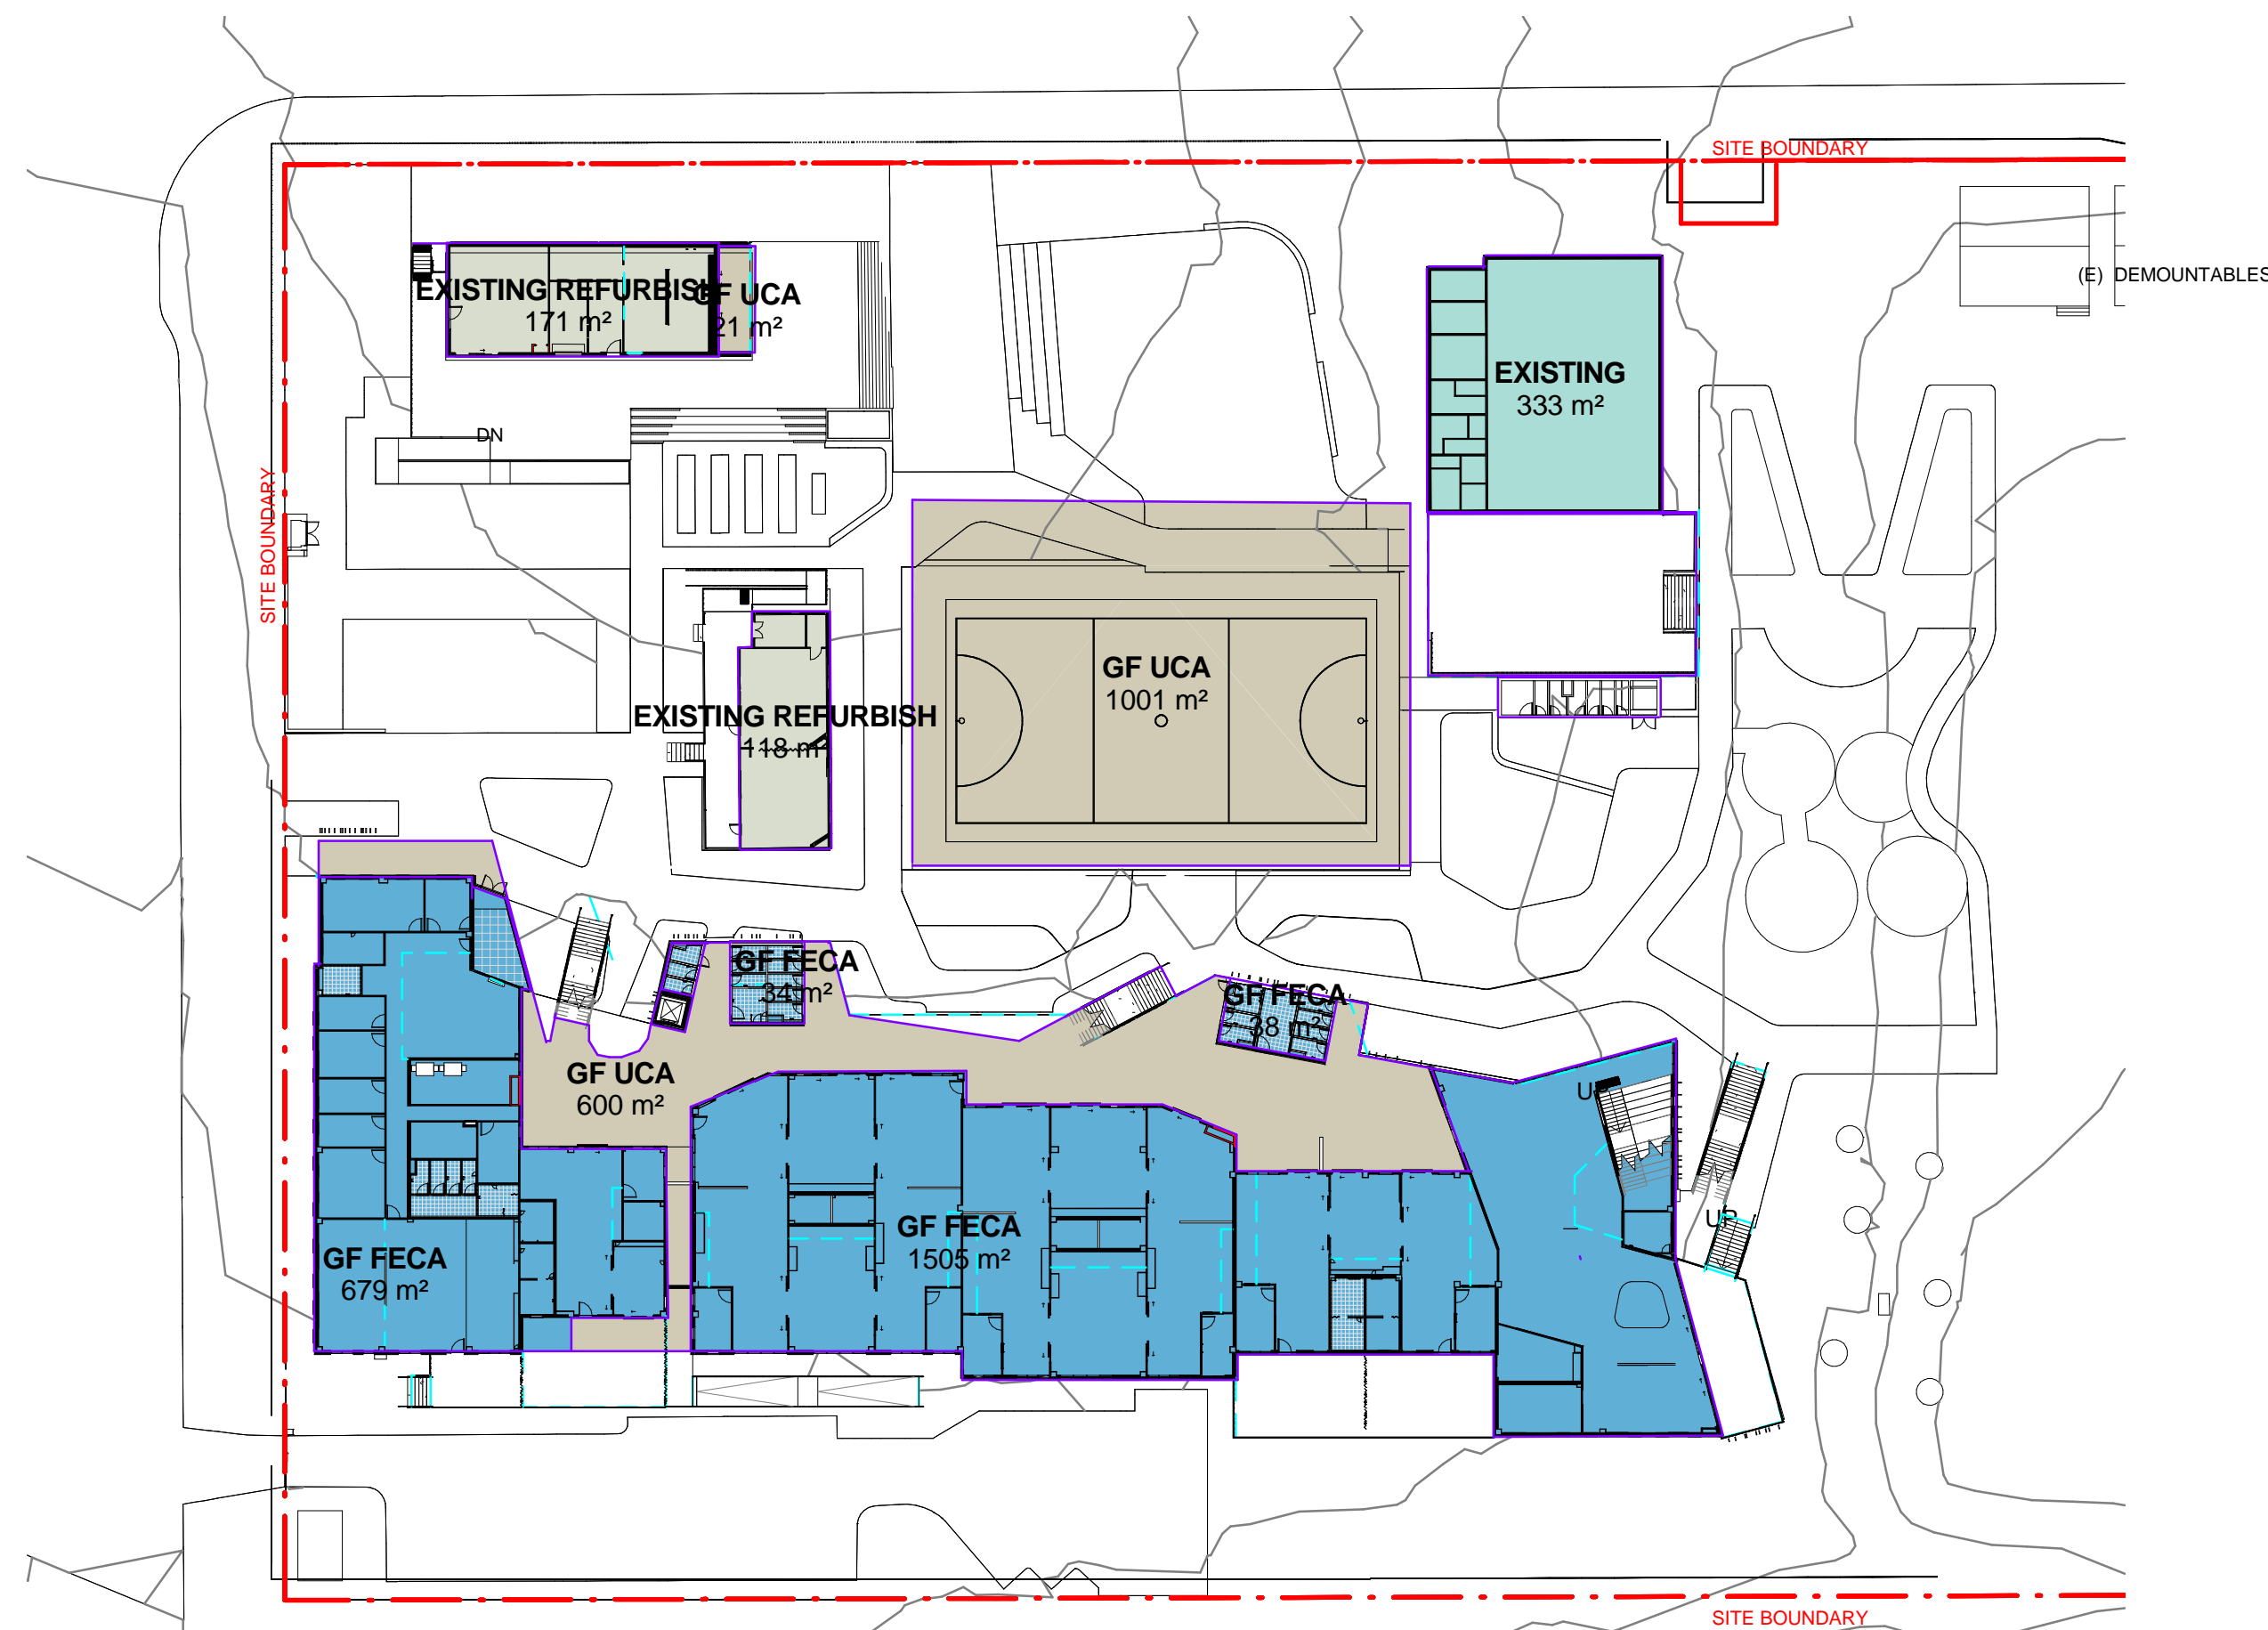 SITE BOUNDARY
(E) DEMOUNTABLES
EXISTING REFURBISH
171 m²
GF UCA
21 m²
EXISTING
333 m²
DN
SITE BOUNDARY
GF UCA
1001 m²
EXISTING REFURBISH
118 m²
GF FECA
34 m²
GF FECA
38 m²
GF UCA
600 m²
UP
UP
GF FECA
1505 m²
GF FECA
679 m²
SITE BOUNDARY